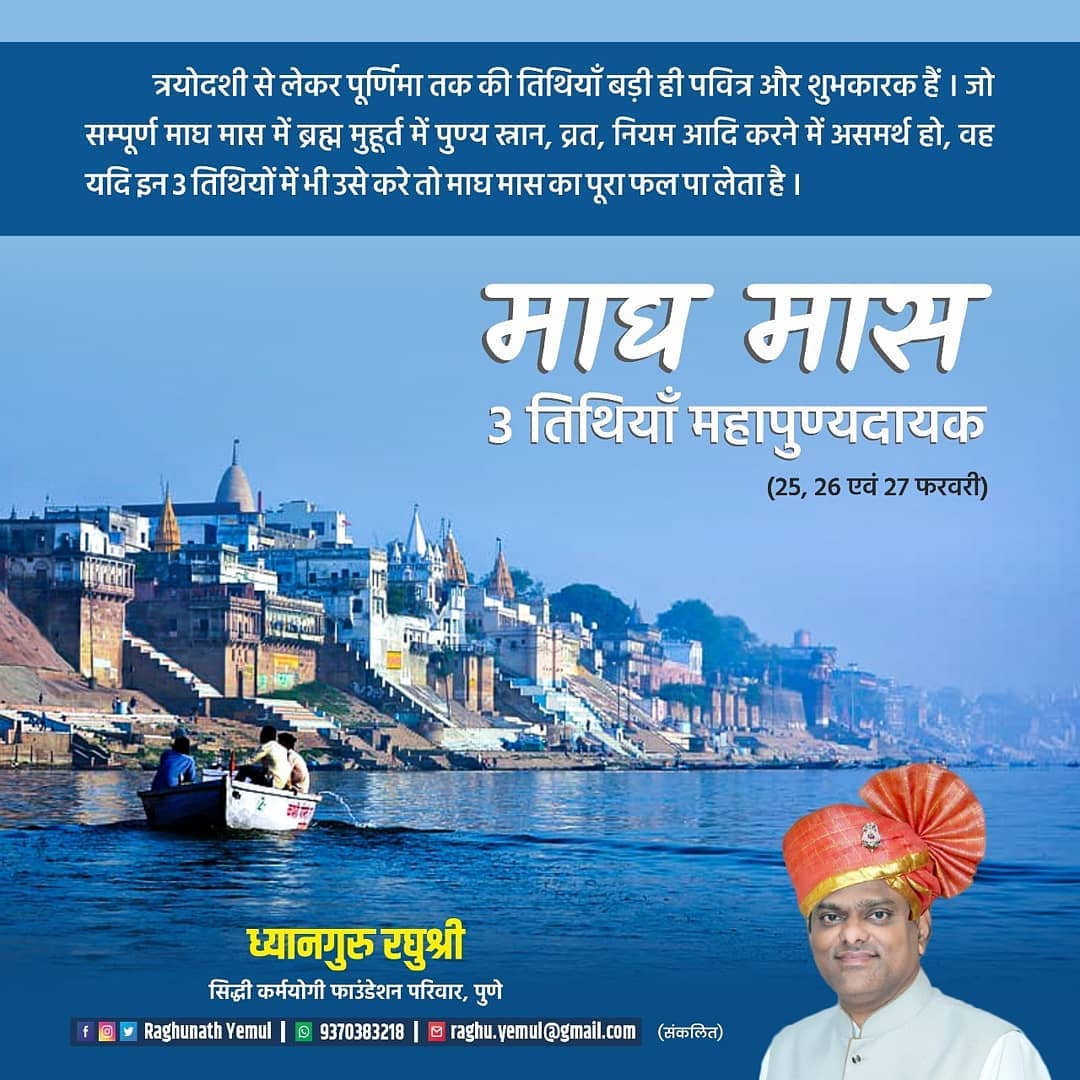 त्रयोदशी से लेकर पूर्णिमा तक की तिथियाँ बड़ी ही पवित्र और शुभकारक हैं । जो
सम्पूर्ण माघ मास में ब्रह्म मुहूर्त में पुण्य स्नान, व्रत, नियम आदि करने में असमर्थ हो, वह
यदि इन 3 तिथियों में भी उसे करे तो माघ मास का पूरा फल पा लेता है ।
माघ मास
3 तिथियाँ महापुण्यदायक
(25, 26 एवं 27 फरवरी)
ध्यानगुरु रघुश्री
सिद्धी कर्मयोगी फाउंडेशन परिवार, पुणे
Raghunath Yemul | 9370383218 | raghu.yemul@gmail.com (संकलित)